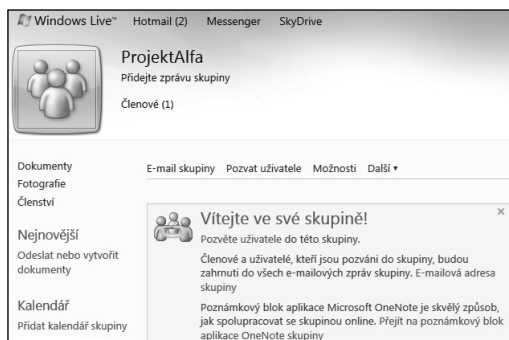 Windows Live™ Hotmail (2) Messenger SkyDrive
ProjektAlfa
Přidejte zprávu skupiny
Členové (1)
Dokumenty
Fotografie
Členství
Nejnovější
Odeslat nebo vytvořit
dokumenty
Kalendář
Přidat kalendář skupiny
E-mail skupiny Pozvat uživatele Možnosti Další ▾
Vítejte ve své skupině! ×
Pozvěte uživatele do této skupiny.
Členové a uživatelé, kteří jsou pozváni do skupiny, budou
zahrnuti do všech e-mailových zpráv skupiny. E-mailová adresa
skupiny
Poznámkový blok aplikace Microsoft OneNote je skvělý způsob,
jak spolupracovat se skupinou online. Přejít na poznámkový blok
aplikace OneNote skupiny